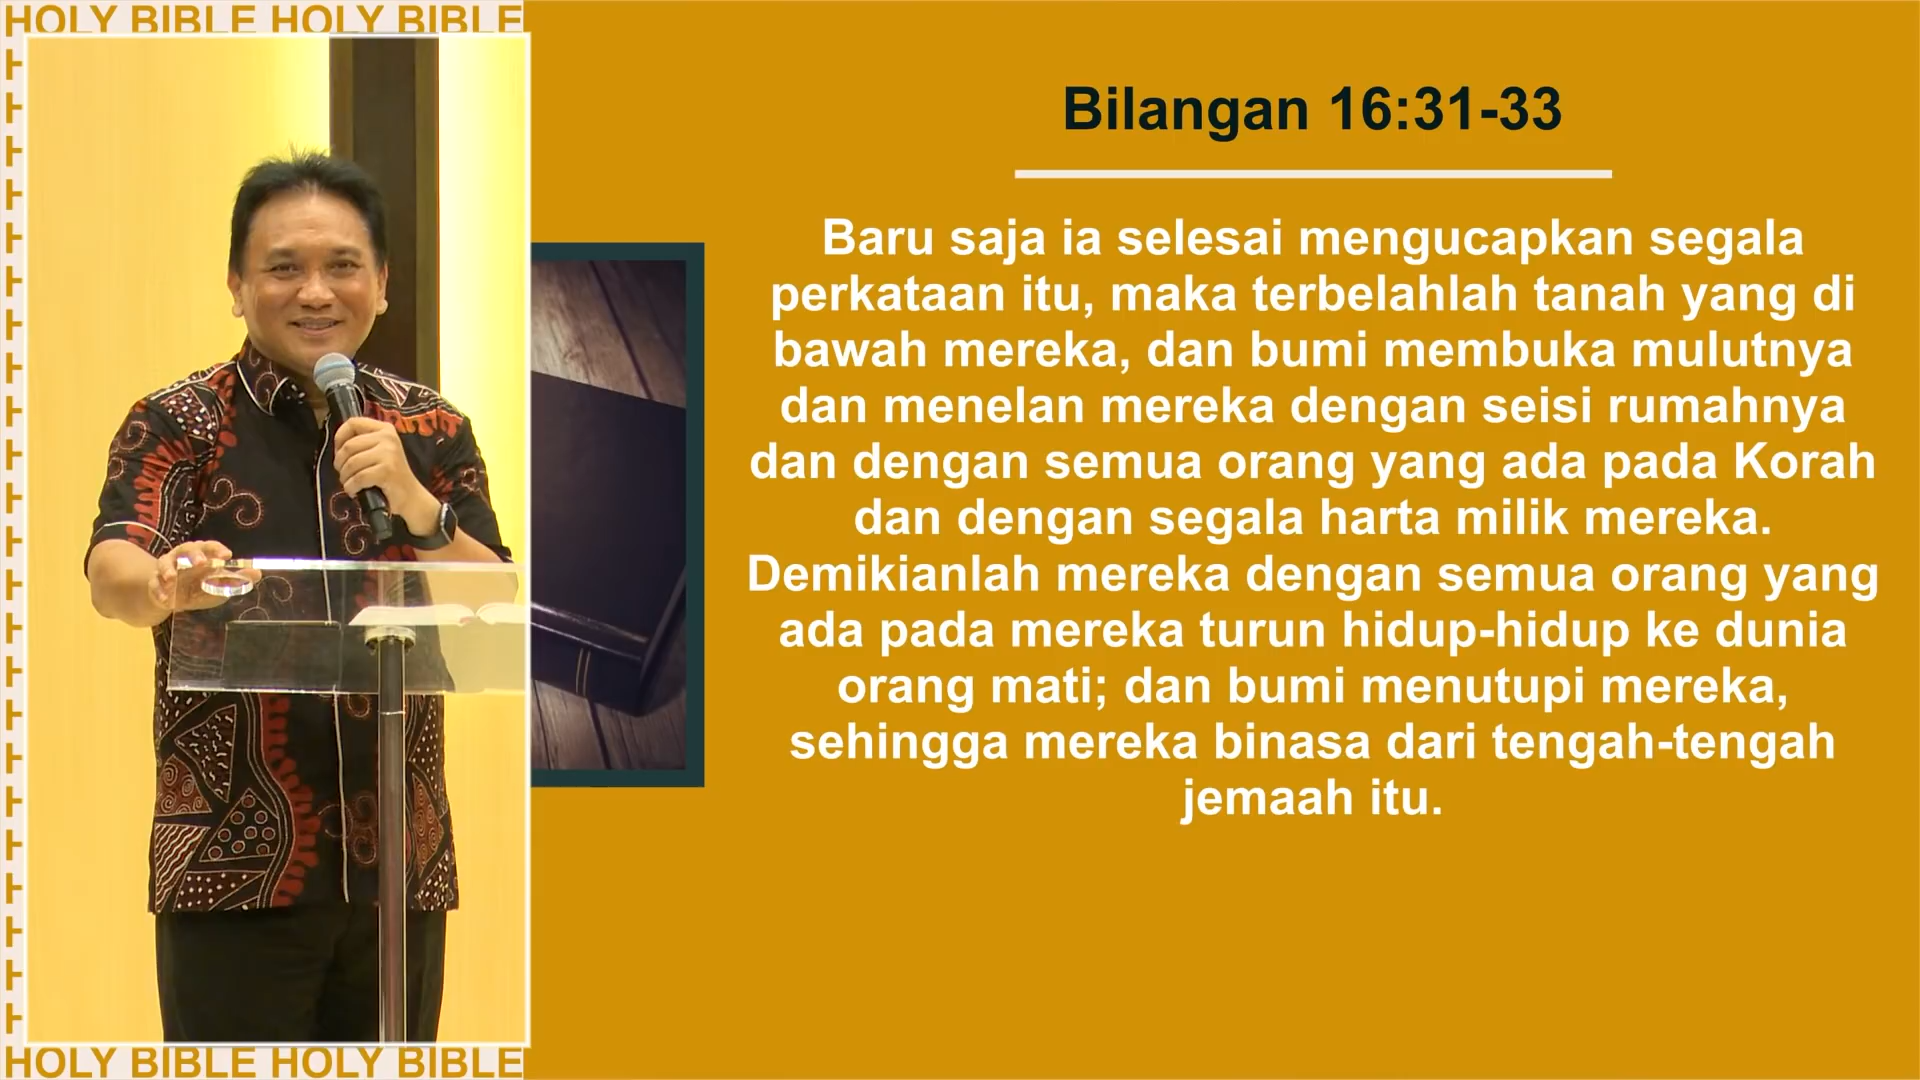 HOLY BIBLE HOLY BIBLE
Bilangan 16:31-33
Baru saja ia selesai mengucapkan segala
perkataan itu, maka terbelahlah tanah yang di
bawah mereka, dan bumi membuka mulutnya
dan menelan mereka dengan seisi rumahnya
dan dengan semua orang yang ada pada Korah
dan dengan segala harta milik mereka.
Demikianlah mereka dengan semua orang yang
ada pada mereka turun hidup-hidup ke dunia
orang mati; dan bumi menutupi mereka,
sehingga mereka binasa dari tengah-tengah
jemaah itu.
HOLY BIBLE HOLY BIBLE